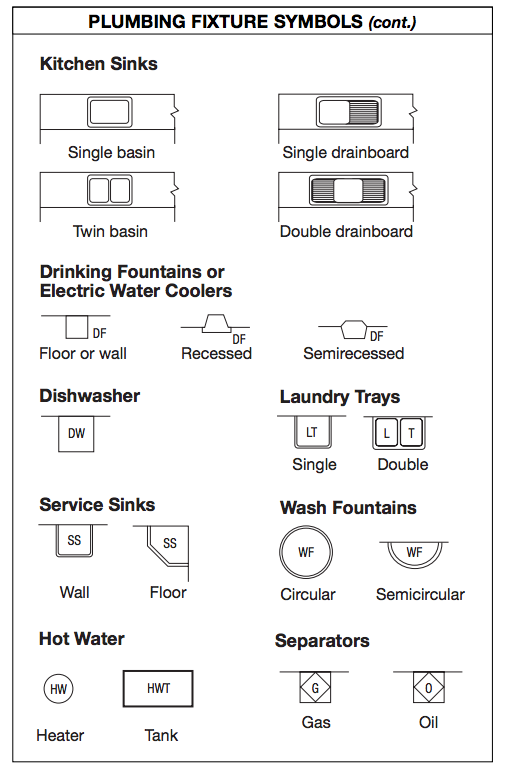 PLUMBING FIXTURE SYMBOLS (cont.)
Kitchen Sinks
Single basin
Single drainboard
Twin basin
Double drainboard
Drinking Fountains or
Electric Water Coolers
DF
DF
DF
Floor or wall
Recessed
Semirecessed
Dishwasher
DW
Laundry Trays
LT
L T
Single
Double
Service Sinks
SS
SS
Wall
Floor
Wash Fountains
WF
WF
Circular
Semicircular
Hot Water
HW
HWT
Heater
Tank
Separators
G
O
Gas
Oil